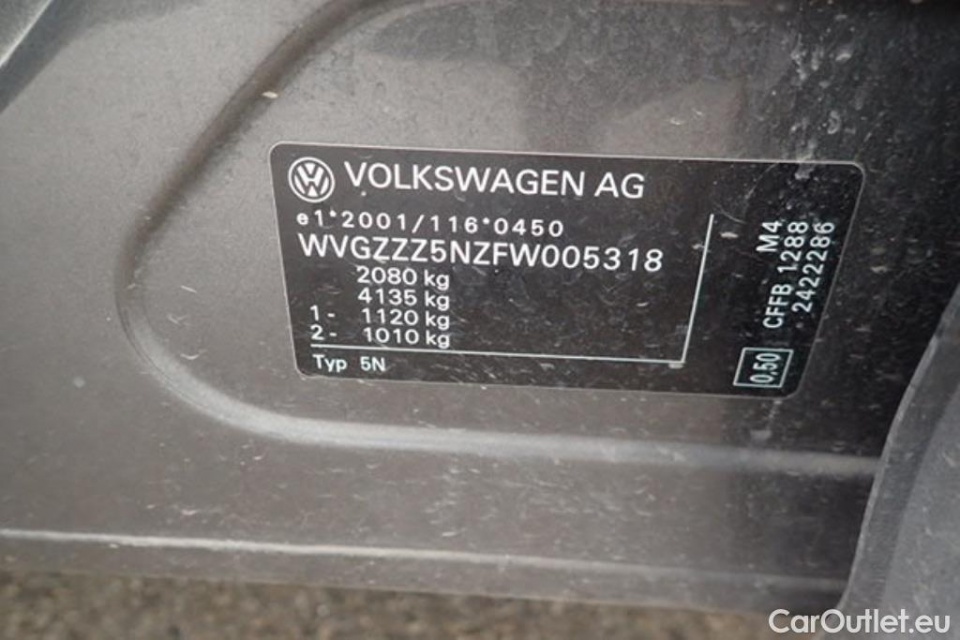 VOLKSWAGEN AG
e1*2001/116*0450
WVGZZZ5NZFW005318
2080 kg
4135 kg
1- 1120 kg
2- 1010 kg
Typ 5N
M4
CFFB 1288
2422286
0,50
CarOutlet.eu